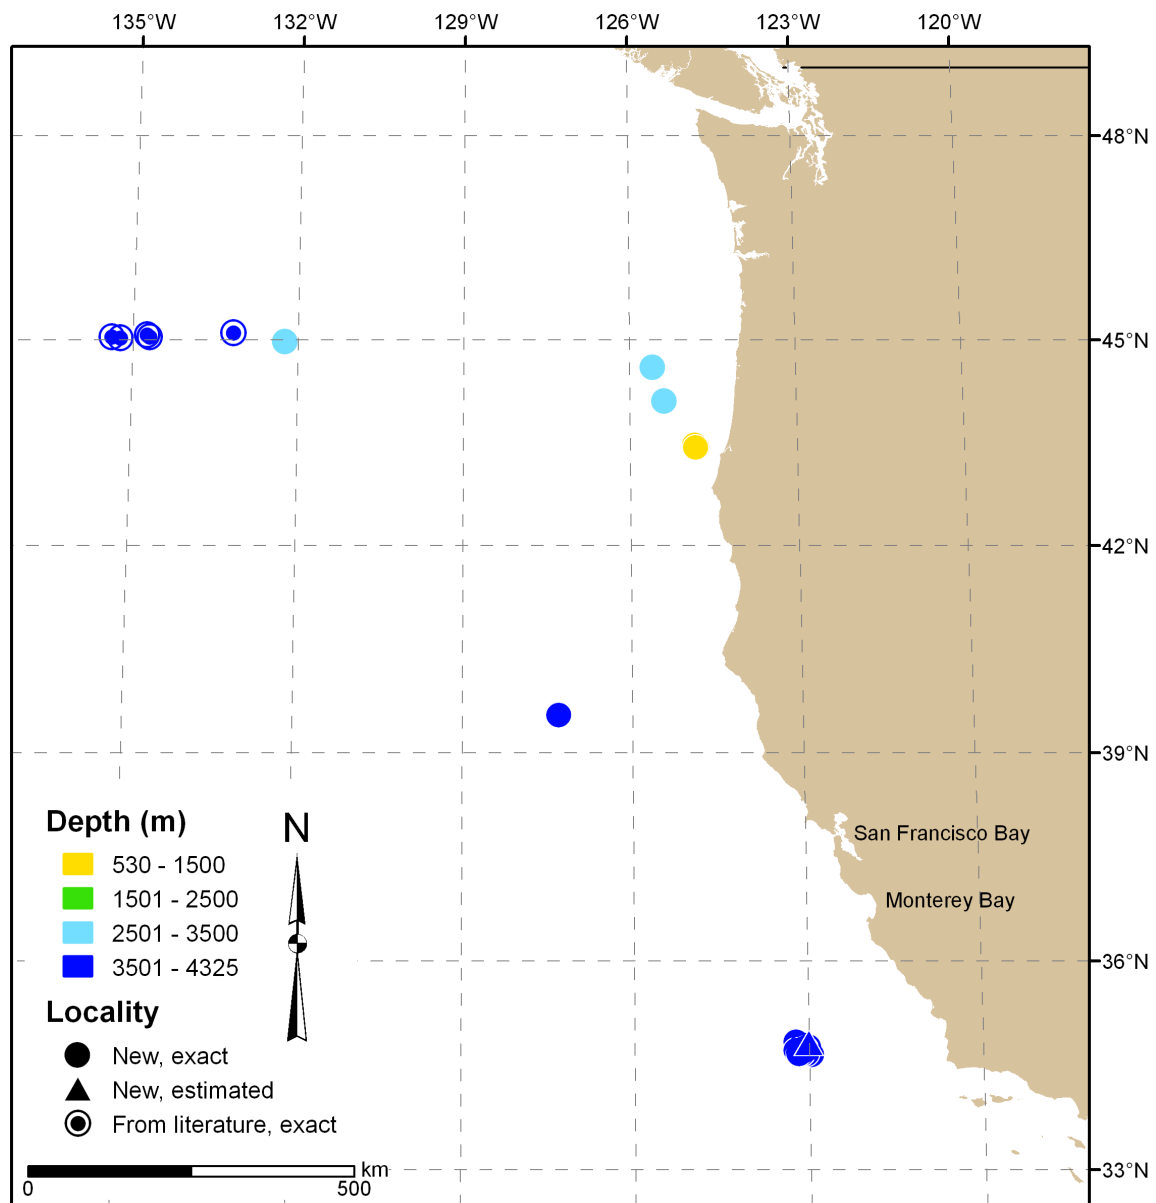 135°W 132°W 129°W 126°W 123°W 120°W
48°N
45°N
42°N
39°N
San Francisco Bay
Monterey Bay
36°N
33°N
Depth (m)
530 - 1500
1501 - 2500
2501 - 3500
3501 - 4325
N
Locality
New, exact
New, estimated
From literature, exact
km
0 500